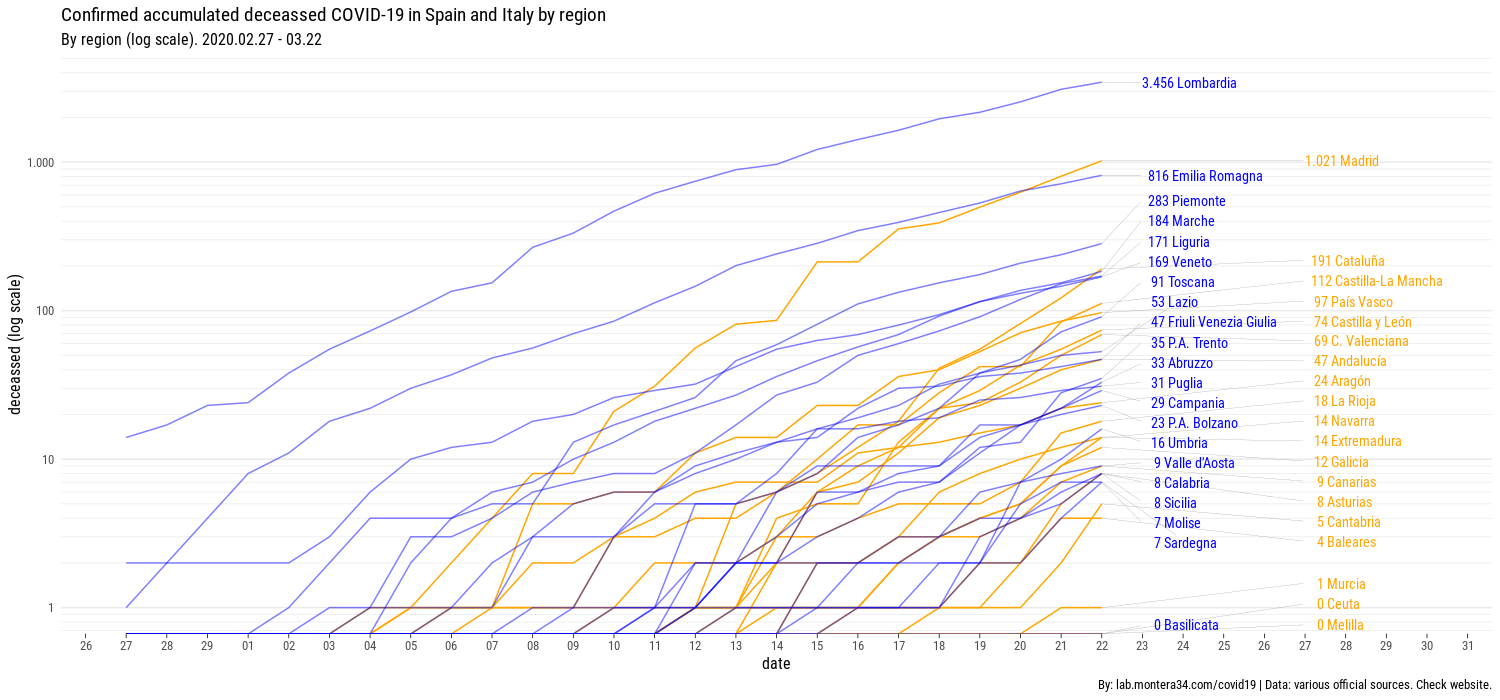 Confirmed accumulated deceassed COVID-19 in Spain and Italy by region
By region (log scale). 2020.02.27 - 03.22
deceassed (log scale)
1.000
100
10
1
3.456 Lombardia
1.021 Madrid
816 Emilia Romagna
283 Piemonte
184 Marche
171 Liguria
169 Veneto
91 Toscana
53 Lazio
47 Friuli Venezia Giulia
35 P.A. Trento
33 Abruzzo
31 Puglia
29 Campania
23 P.A. Bolzano
16 Umbria
9 Valle d'Aosta
8 Calabria
8 Sicilia
7 Molise
7 Sardegna
0 Basilicata
191 Cataluña
112 Castilla-La Mancha
97 País Vasco
74 Castilla y León
69 C. Valenciana
47 Andalucía
24 Aragón
18 La Rioja
14 Navarra
14 Extremadura
12 Galicia
9 Canarias
8 Asturias
5 Cantabria
4 Baleares
1 Murcia
0 Ceuta
0 Melilla
26 27 28 29 01 02 03 04 05 06 07 08 09 10 11 12 13 14 15 16 17 18 19 20 21 22 23 24 25 26 27 28 29 30 31
date
By: lab.montera34.com/covid19 | Data: various official sources. Check website.